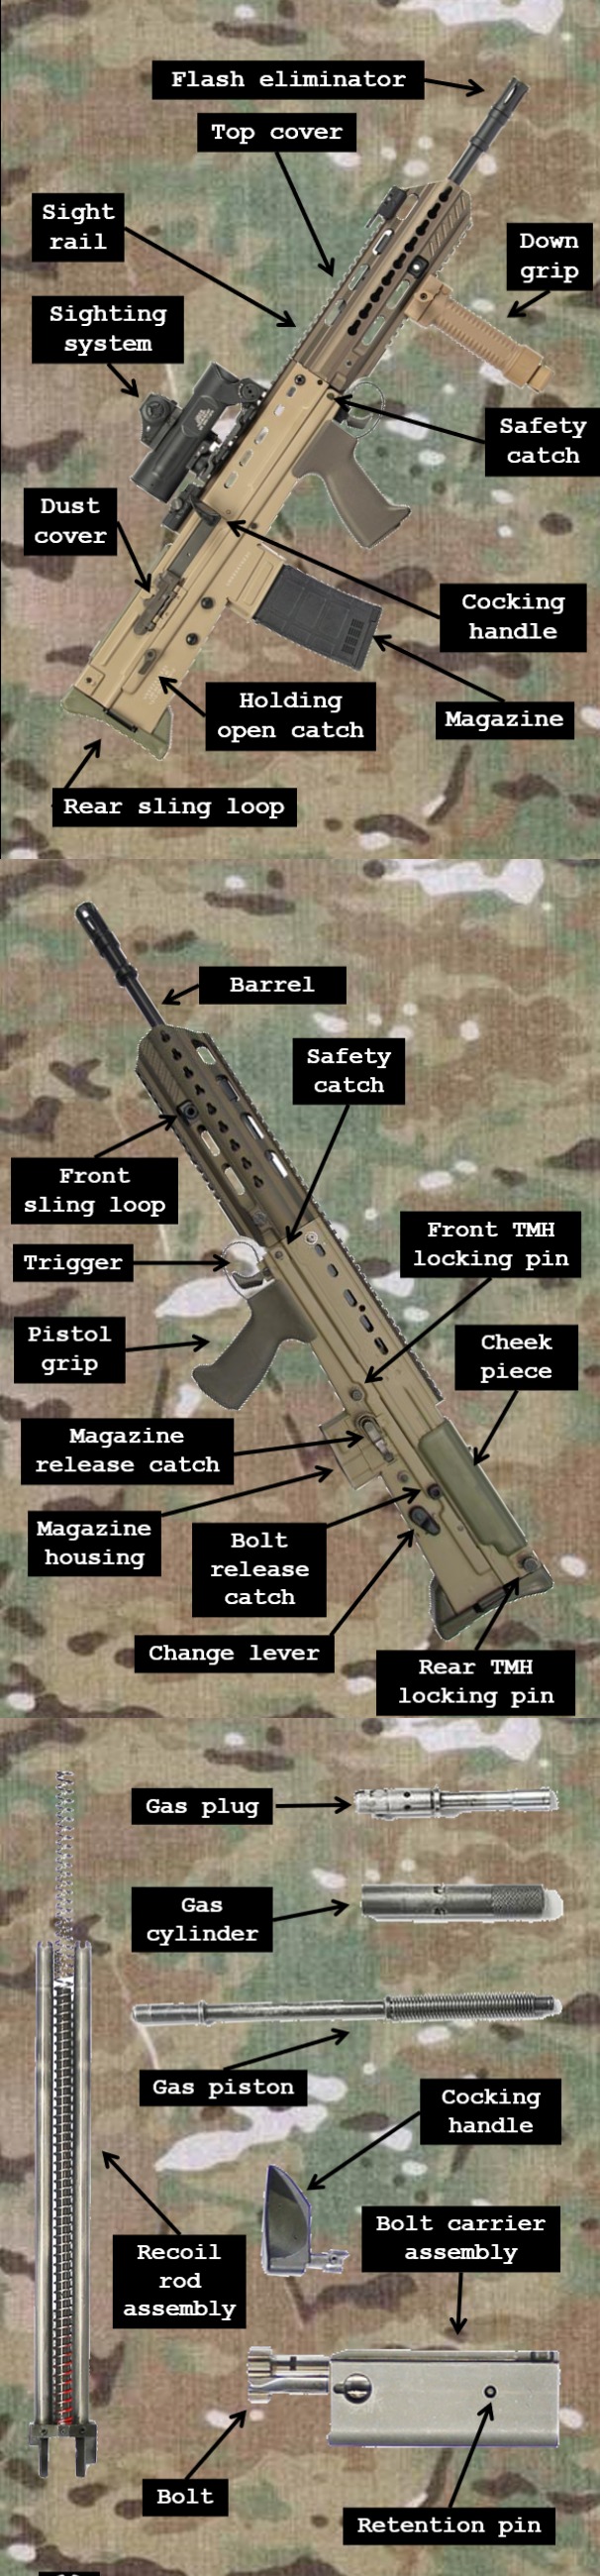 Flash eliminator
Top cover
Sight
rail
Down
grip
Sighting
system
Safety
catch
Dust
cover
Cocking
handle
Holding
open catch
Magazine
Rear sling loop
Barrel
Safety
catch
Front
sling loop
Front TMH
locking pin
Trigger
Pistol
grip
Cheek
piece
Magazine
release catch
Magazine
housing
Bolt
release
catch
Change lever
Rear TMH
locking pin
Gas plug
Gas
cylinder
Gas piston
Cocking
handle
Bolt carrier
assembly
Recoil
rod
assembly
Bolt
Retention pin